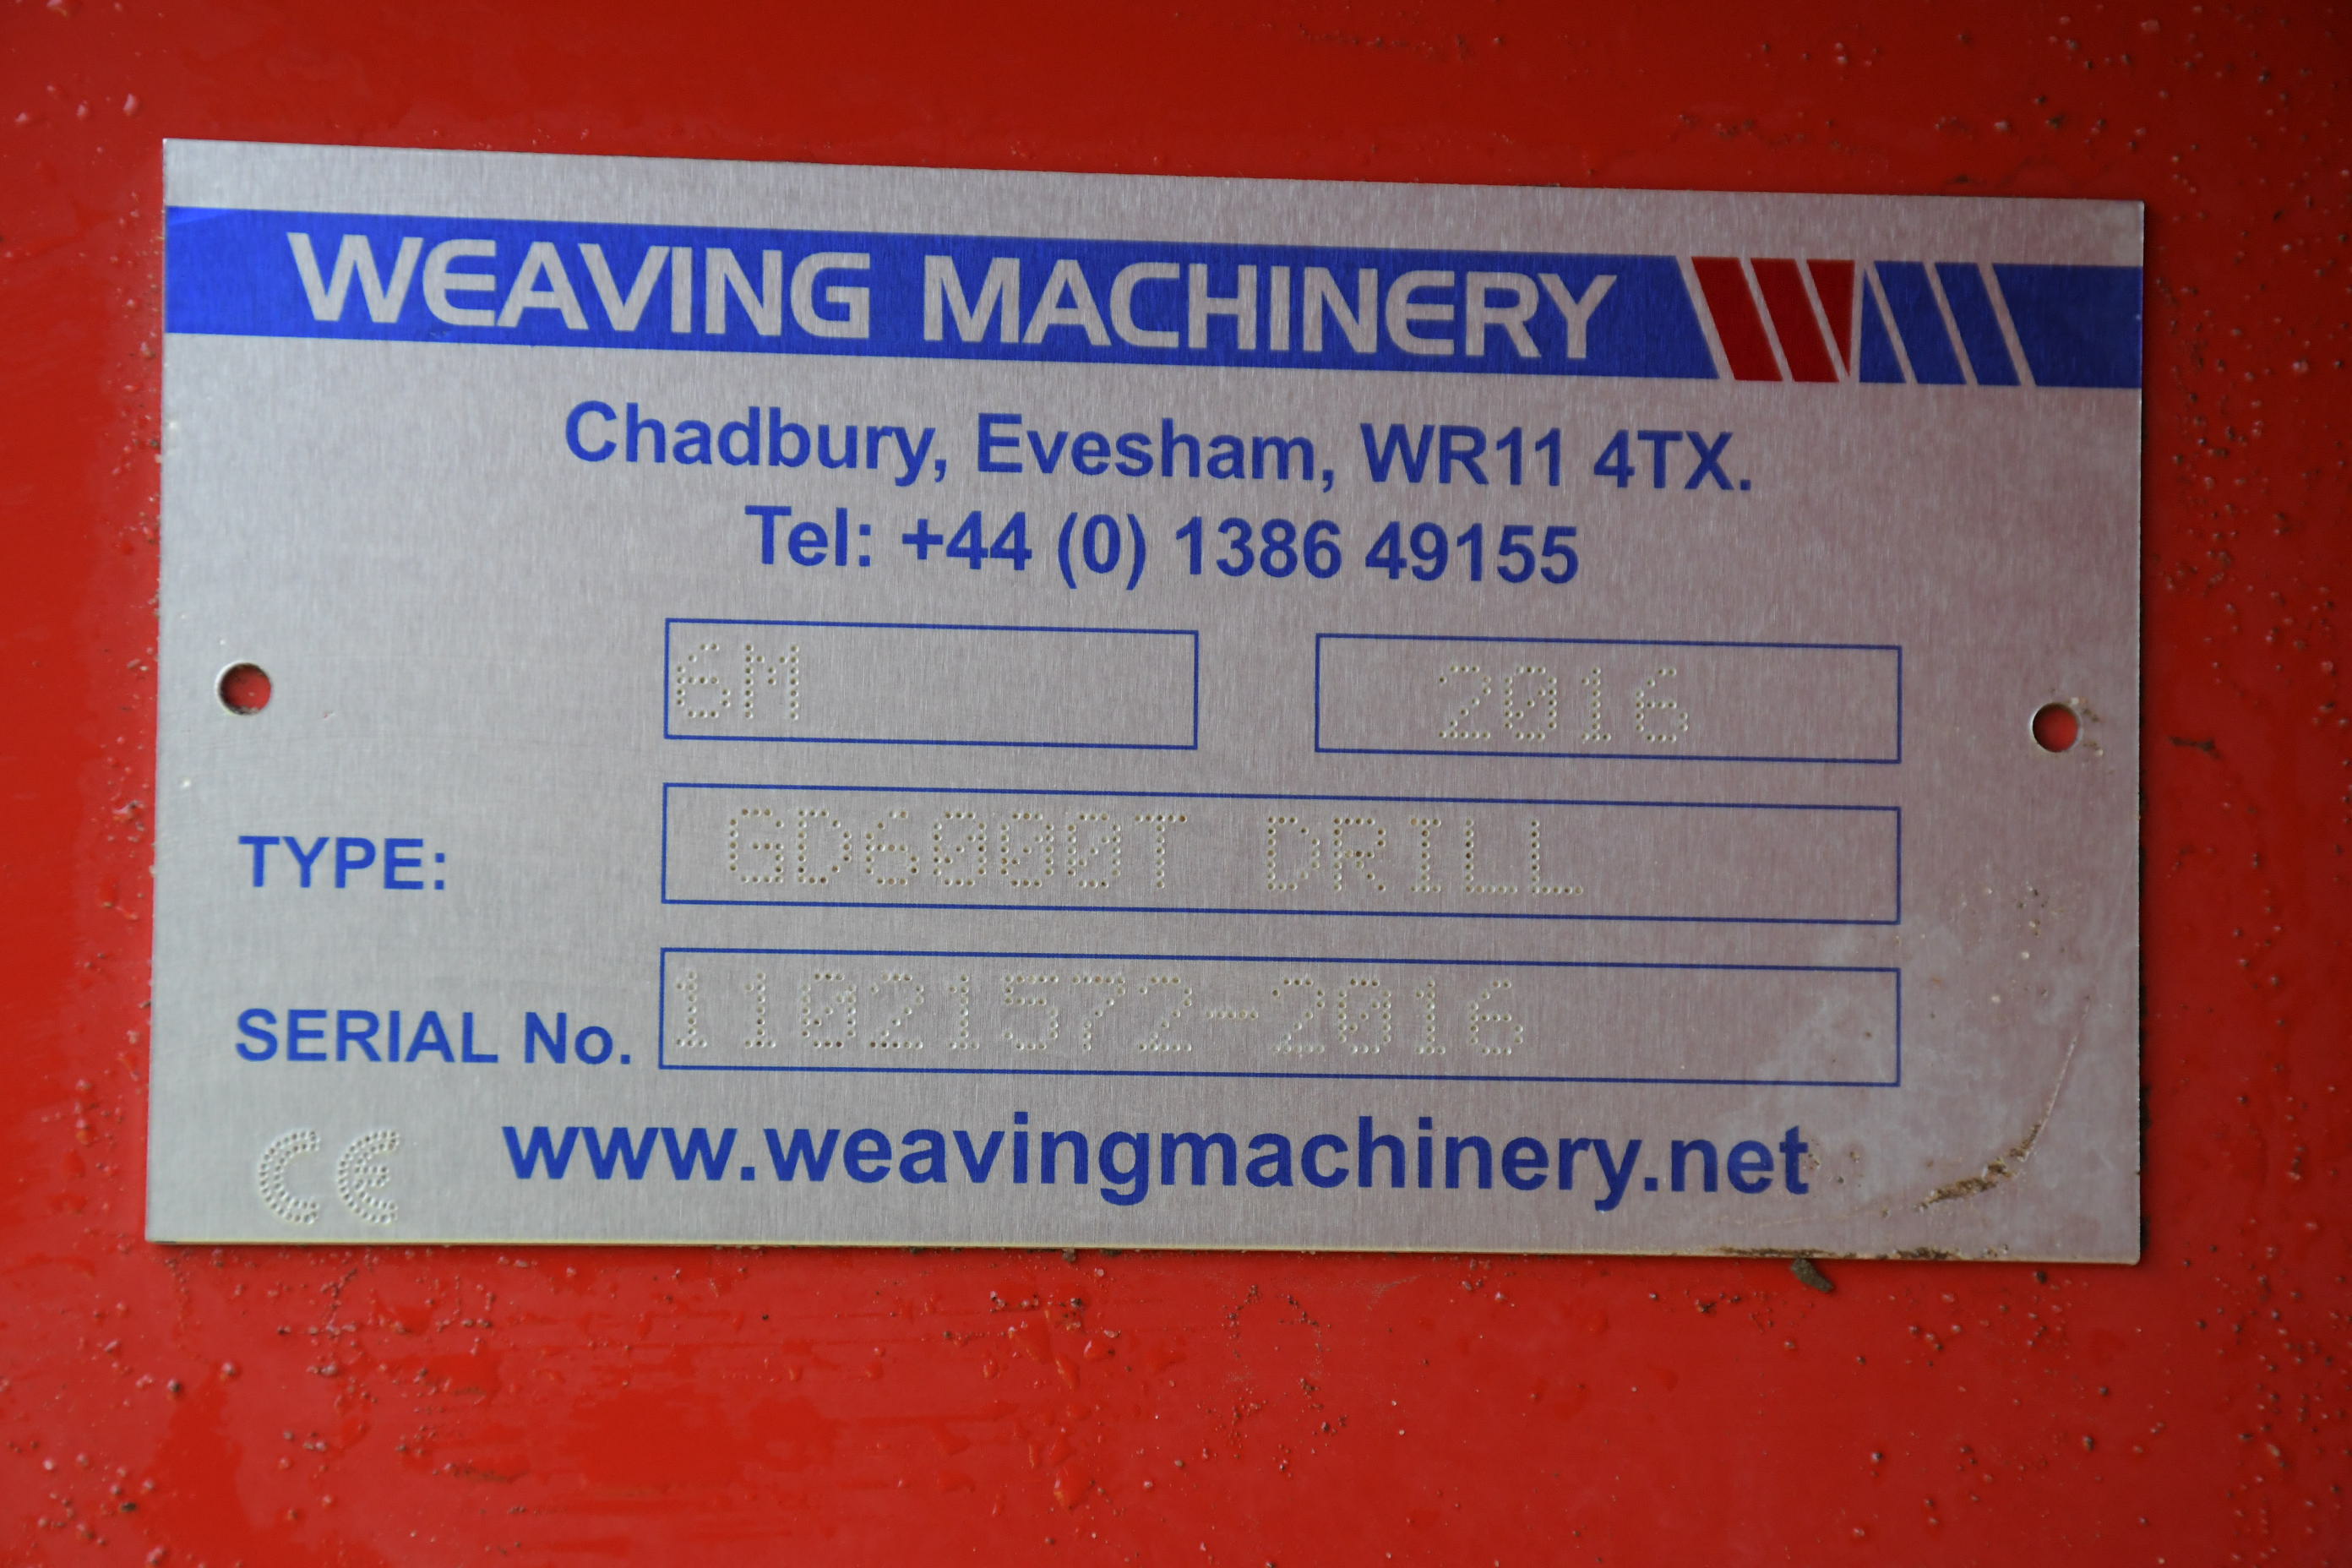 WEAVING MACHINERY
Chadbury, Evesham, WR11 4TX.
Tel: +44 (0) 1386 49155
6M 2016
TYPE: GD6000T DRILL
SERIAL No. 11021572-2016
CE www.weavingmachinery.net